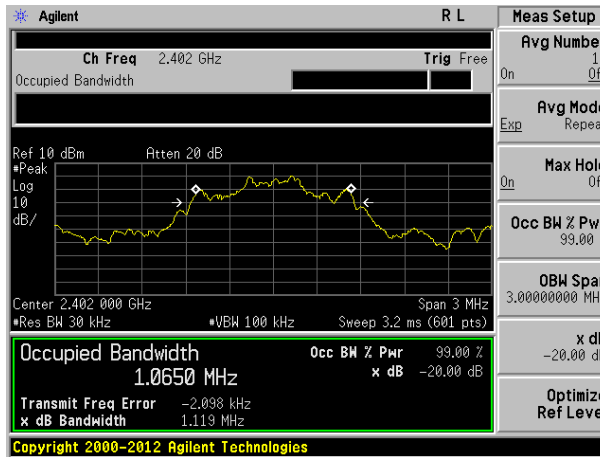 Agilent R L Meas Setup
Ch Freq 2.402 GHz Trig Free
Occupied Bandwidth
Avg Numbe
1
On Of
Avg Mode
Exp Repea
Ref 10 dBm Atten 20 dB
#Peak
Log
10
dB/
Max Hold
On Of
Occ BW % Pw
99.00
OBW Spa
3.00000000 MH
Center 2.402 000 GHz Span 3 MHz
#Res BW 30 kHz #VBW 100 kHz Sweep 3.2 ms (601 pts)
x dB
-20.00 d
Occupied Bandwidth Occ BW % Pwr 99.00 %
1.0650 MHz x dB -20.00 dB
Transmit Freq Error -2.098 kHz
x dB Bandwidth 1.119 MHz
Optimize
Ref Leve
Copyright 2000-2012 Agilent Technologies